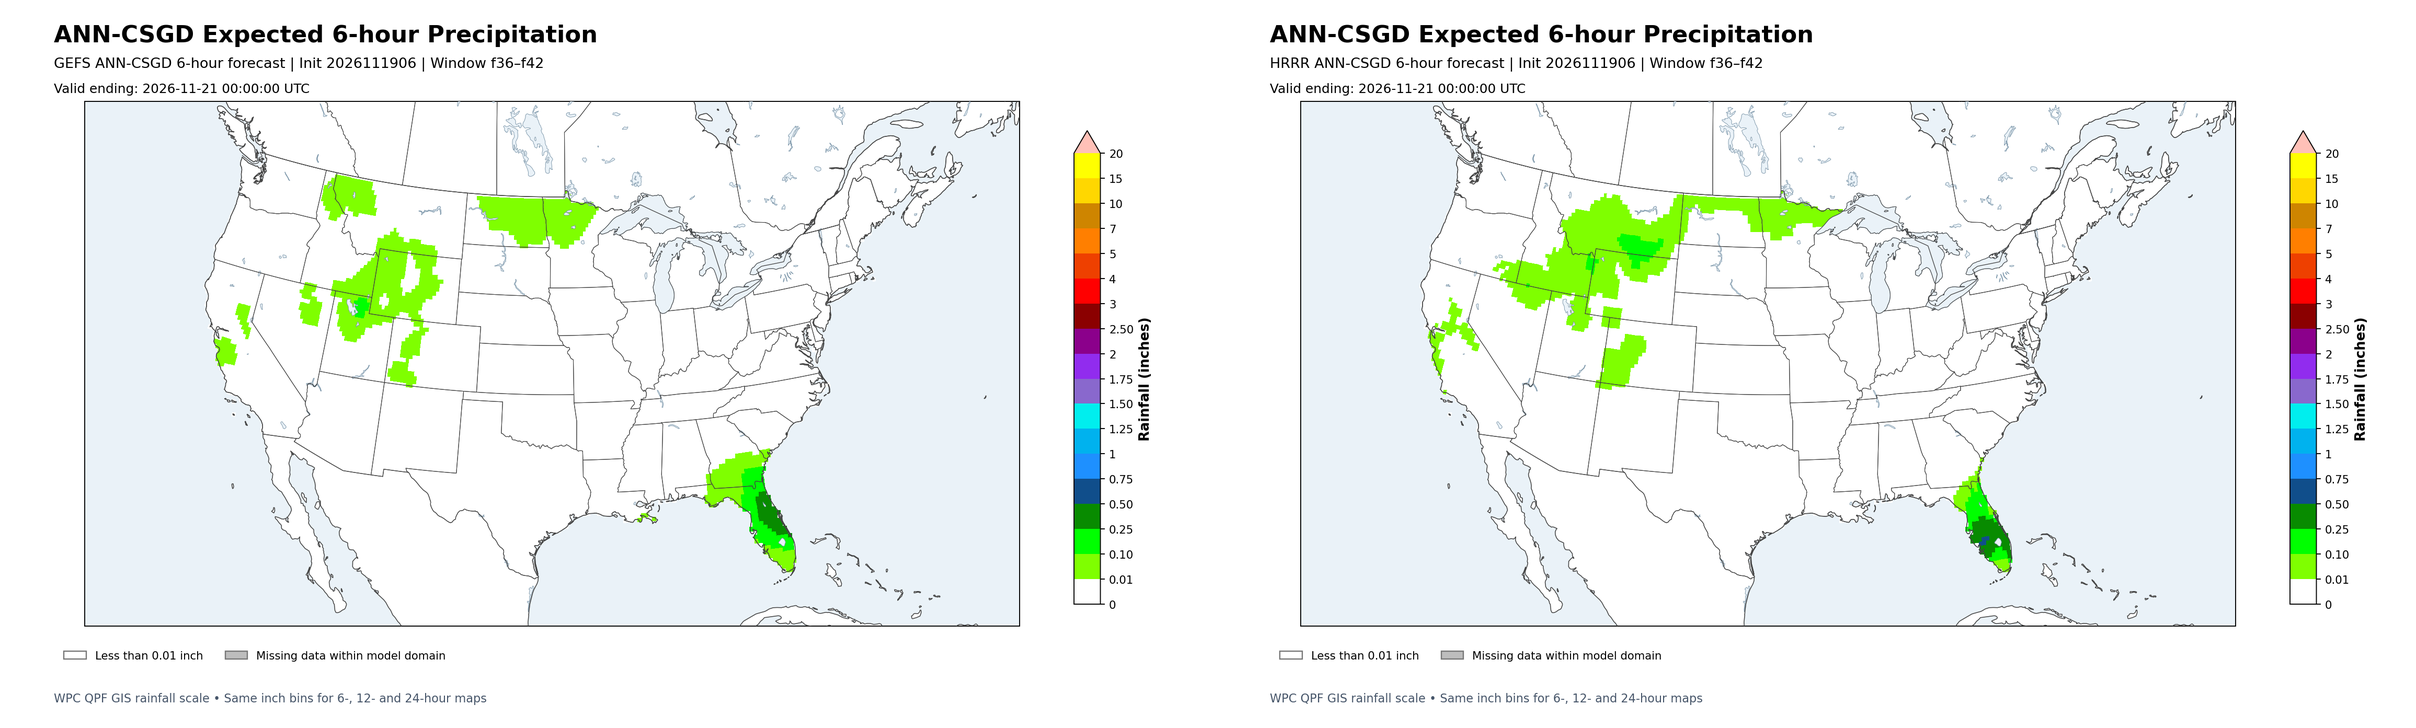 ANN-CSGD Expected 6-hour Precipitation
GEFS ANN-CSGD 6-hour forecast | Init 2026111906 | Window f36–f42
Valid ending: 2026-11-21 00:00:00 UTC
20
15
10
7
5
4
3
2.50
2
1.75
1.50
1.25
1
0.75
0.50
0.25
0.10
0.01
0
Rainfall (inches)
Less than 0.01 inch
Missing data within model domain
WPC QPF GIS rainfall scale • Same inch bins for 6-, 12- and 24-hour maps
ANN-CSGD Expected 6-hour Precipitation
HRRR ANN-CSGD 6-hour forecast | Init 2026111906 | Window f36–f42
Valid ending: 2026-11-21 00:00:00 UTC
20
15
10
7
5
4
3
2.50
2
1.75
1.50
1.25
1
0.75
0.50
0.25
0.10
0.01
0
Rainfall (inches)
Less than 0.01 inch
Missing data within model domain
WPC QPF GIS rainfall scale • Same inch bins for 6-, 12- and 24-hour maps